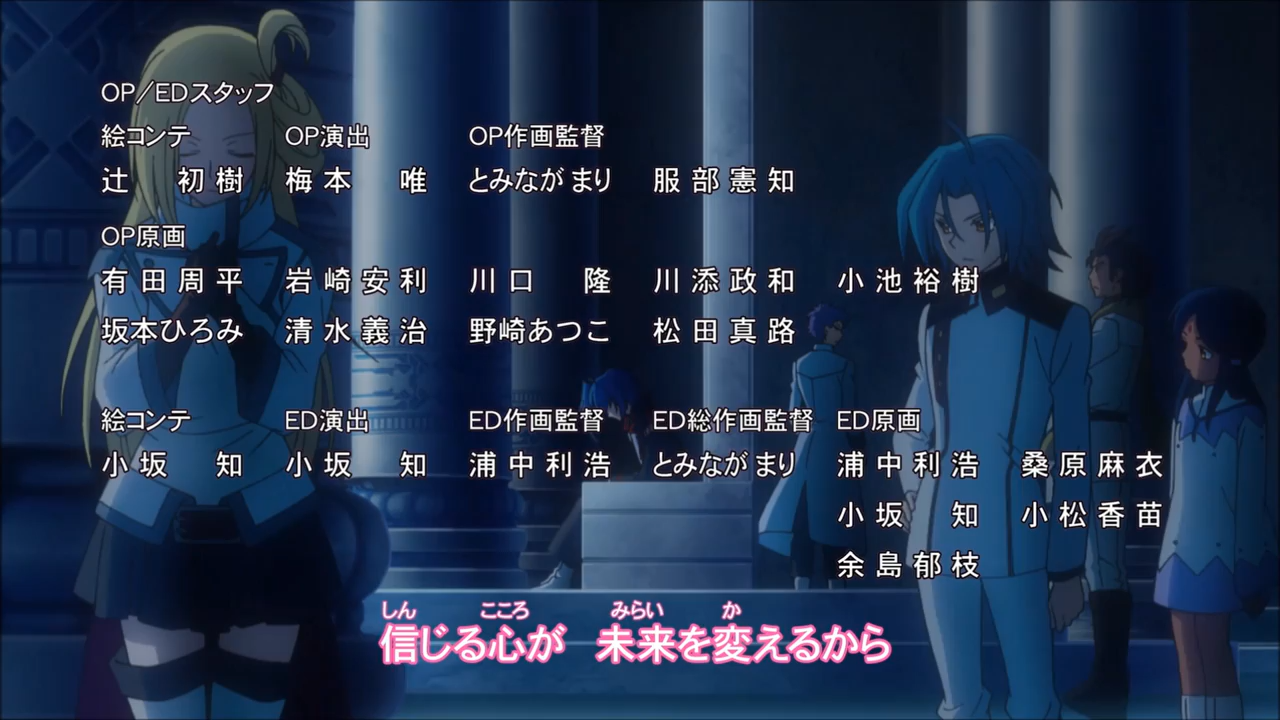 OP/EDスタッフ
絵コンテ OP演出 OP作画監督
辻 初樹 梅本 唯 とみながまり 服部憲知
OP原画
有田周平 岩崎安利 川口 隆 川添政和 小池裕樹
坂本ひろみ 清水義治 野崎あつこ 松田真路
絵コンテ ED演出 ED作画監督 ED総作画監督 ED原画
小坂 知 小坂 知 浦中利浩 とみながまり 浦中利浩 桑原麻衣
小坂 知 小松香苗
余島郁枝
しん こころ みらい か
信じる心が 未来を変えるから